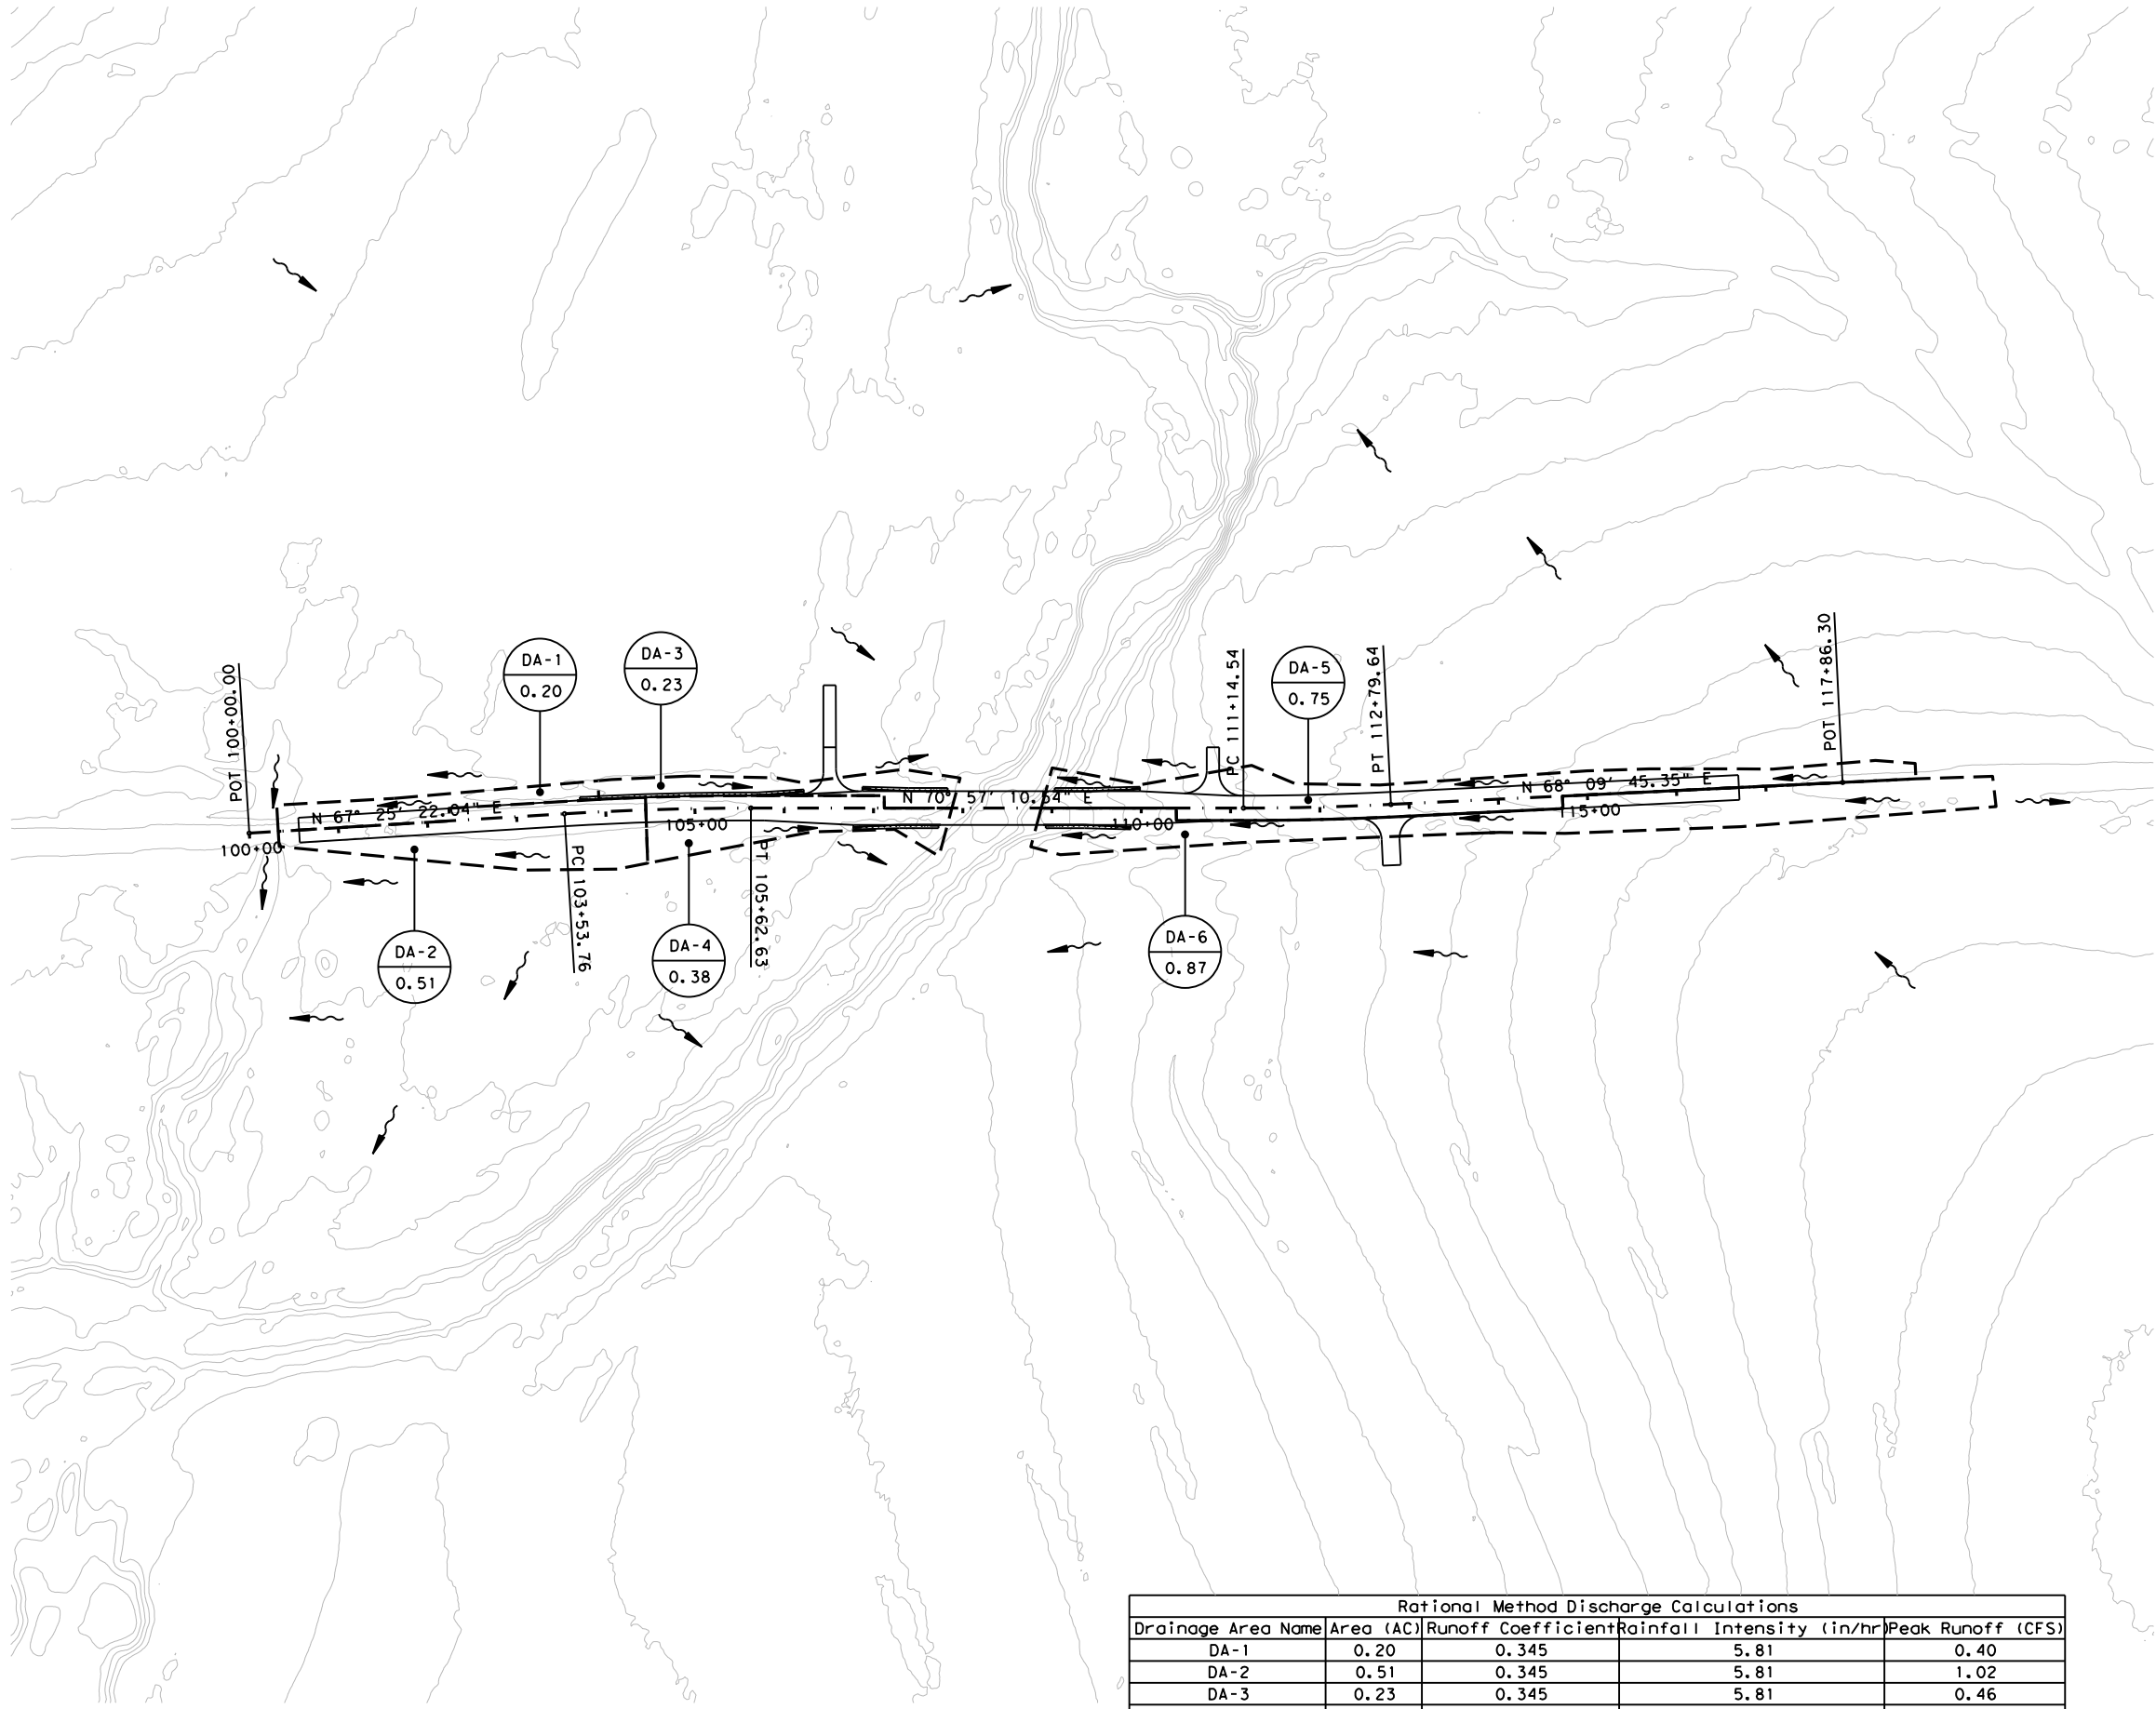 DA-1
0.20
DA-3
0.23
DA-5
0.75
POT 100+00.00
PC 111+14.54
PT 112+79.64
POT 117+86.30
N 67° 25' 22.04" E
N 70° 57' 10.54" E
N 68° 09' 45.35" E
100+00
105+00
110+00
115+00
PC 103+53.76
PT 105+62.63
DA-2
0.51
DA-4
0.38
DA-6
0.87
Rational Method Discharge Calculations
Drainage Area Name Area (AC) Runoff Coefficient Rainfall Intensity (in/hr) Peak Runoff (CFS)
DA-1 0.20 0.345 5.81 0.40
DA-2 0.51 0.345 5.81 1.02
DA-3 0.23 0.345 5.81 0.46